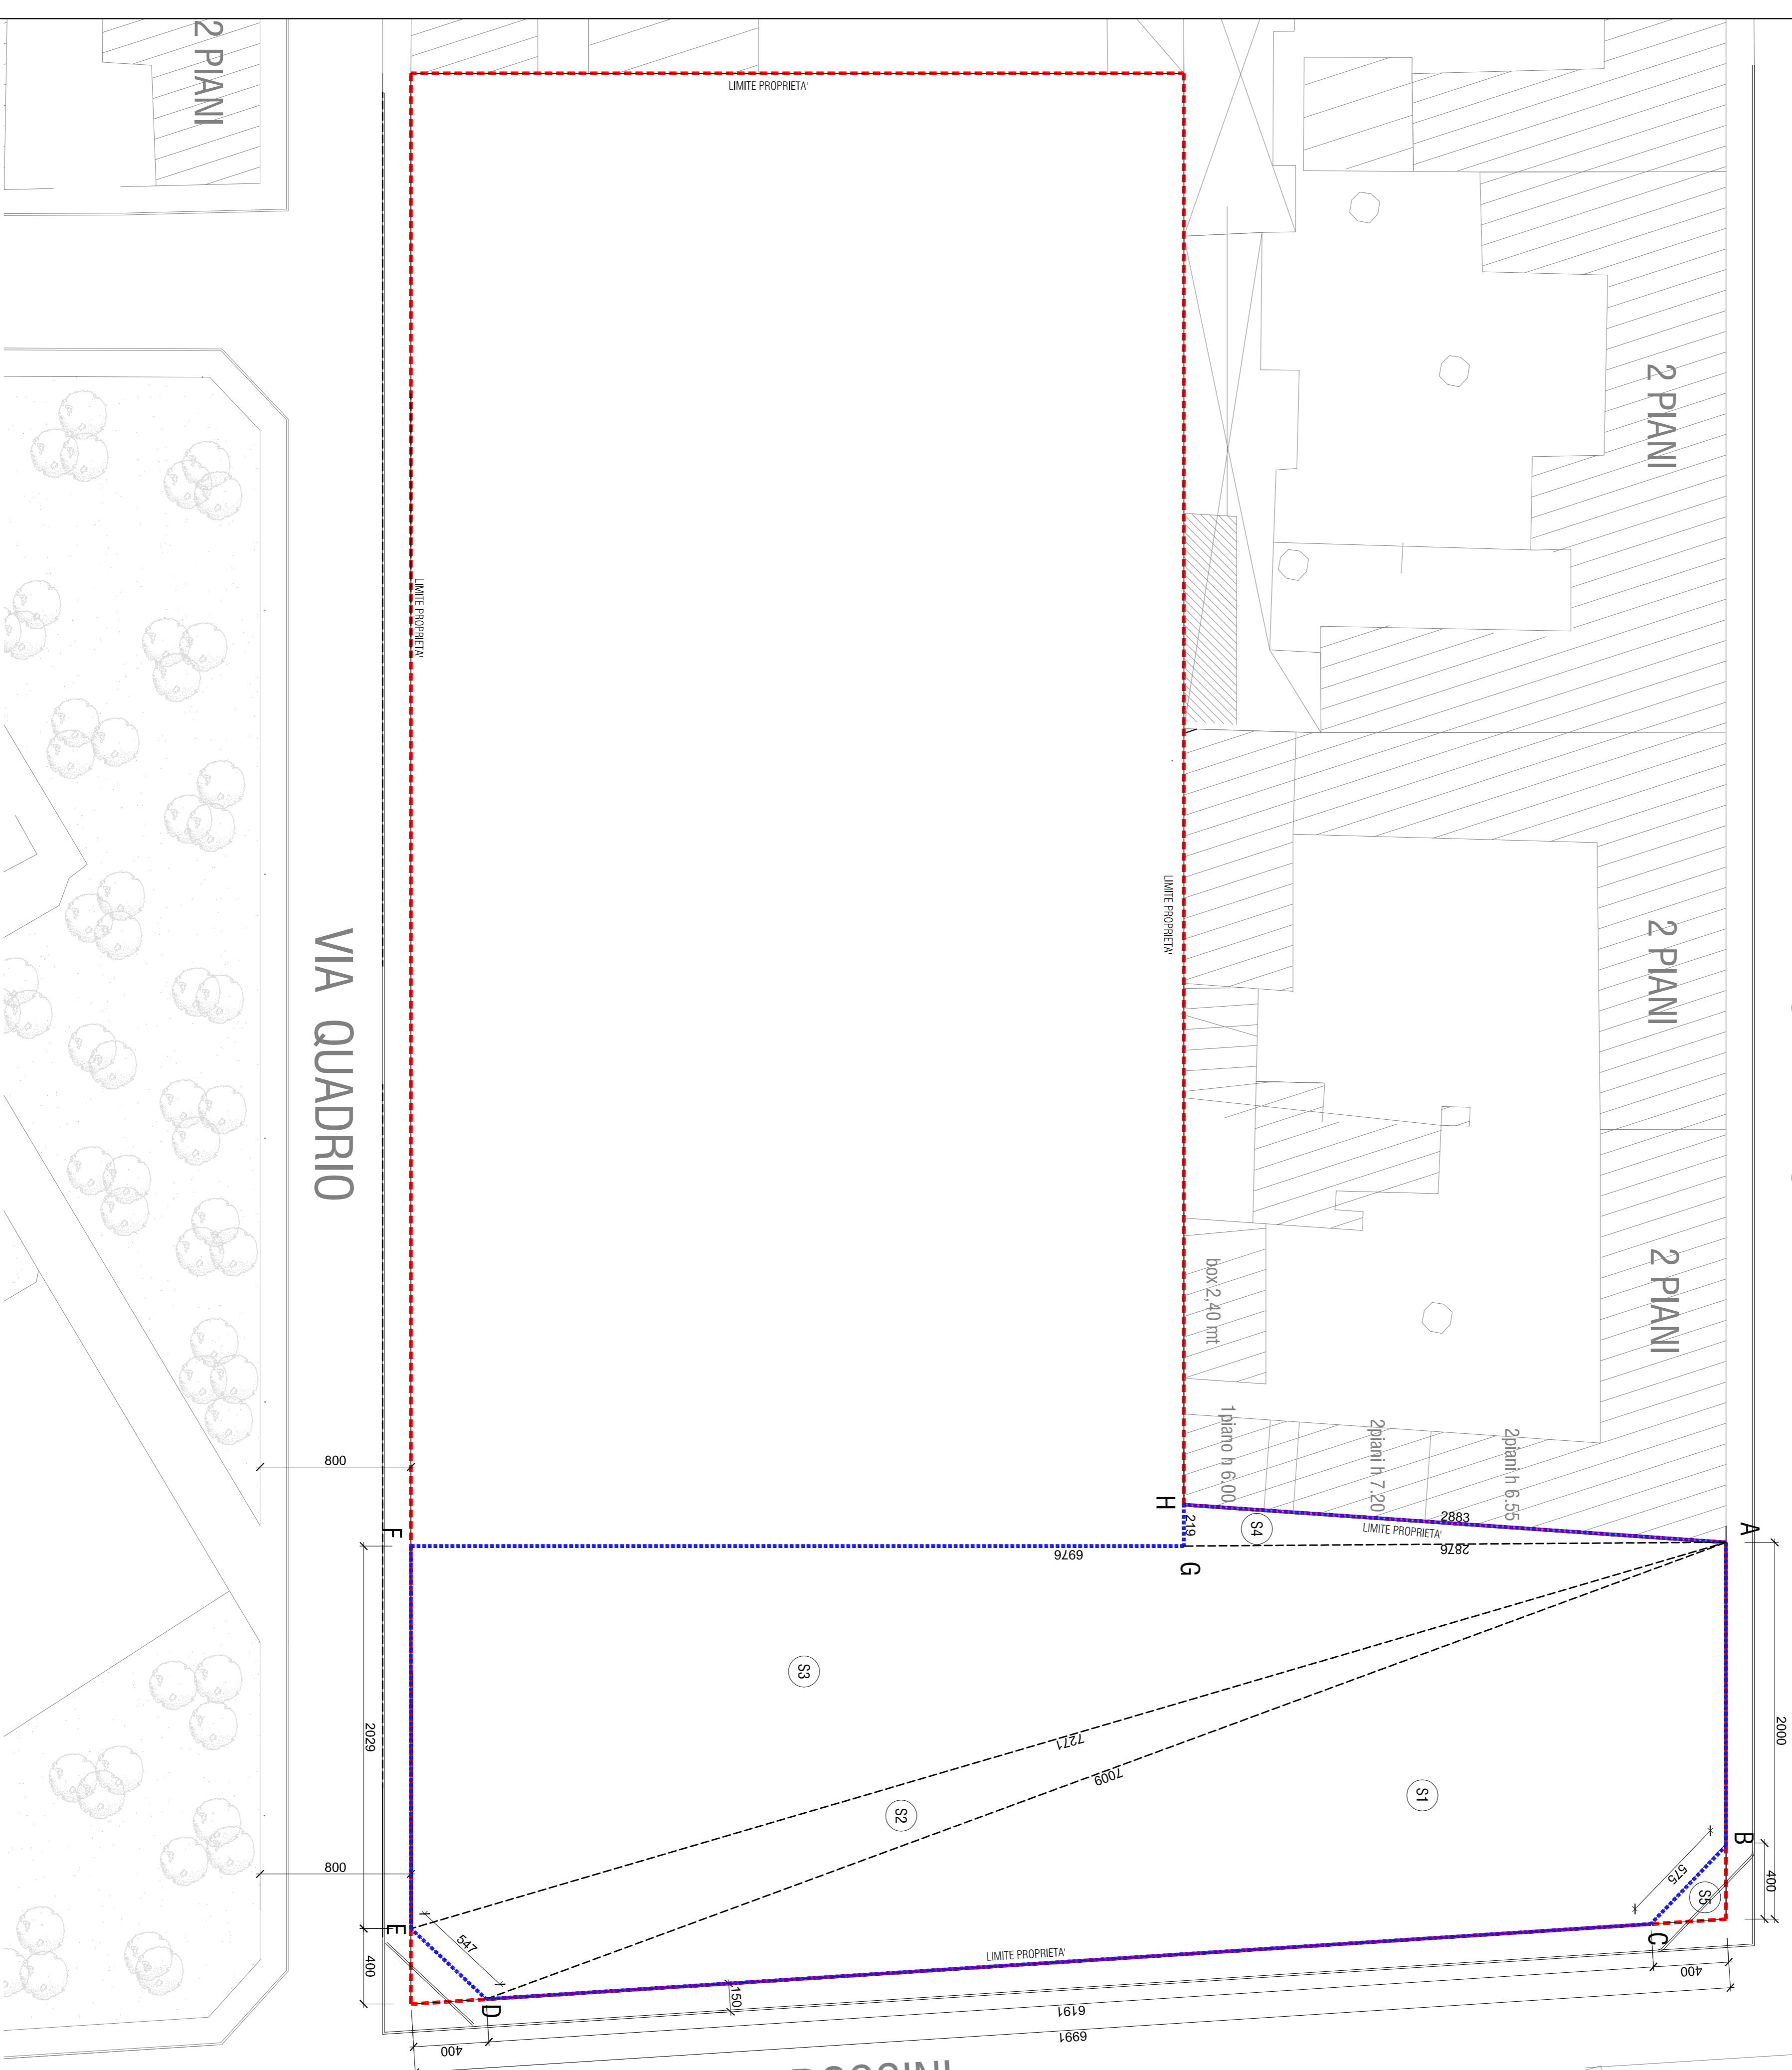 2 PIANI
LIMITE PROPRIETA'
2 PIANI
LIMITE PROPRIETA'
LIMITE PROPRIETA'
2 PIANI
VIA QUADRIO
2 PIANI
box 2,40 mt
1piano h 6.00
2piani h 7.20
2piani h 6.55
800
H
219
S4
2883
LIMITE PROPRIETA'
2876
A
F
6976
G
2000
S3
2029
7271
7009
S2
S1
B
575
400
S5
800
E
547
400
D
150
LIMITE PROPRIETA'
C
400
6191
6991
400